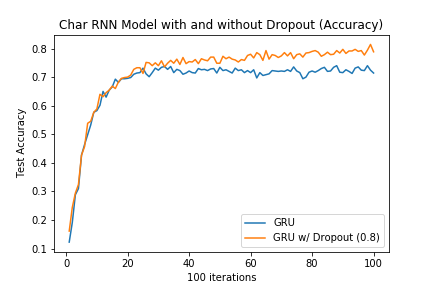 Char RNN Model with and without Dropout (Accuracy)
0.8
0.7
0.6
0.5
0.4
0.3
0.2
0.1
Test Accuracy
GRU
GRU w/ Dropout (0.8)
0 20 40 60 80 100
100 iterations